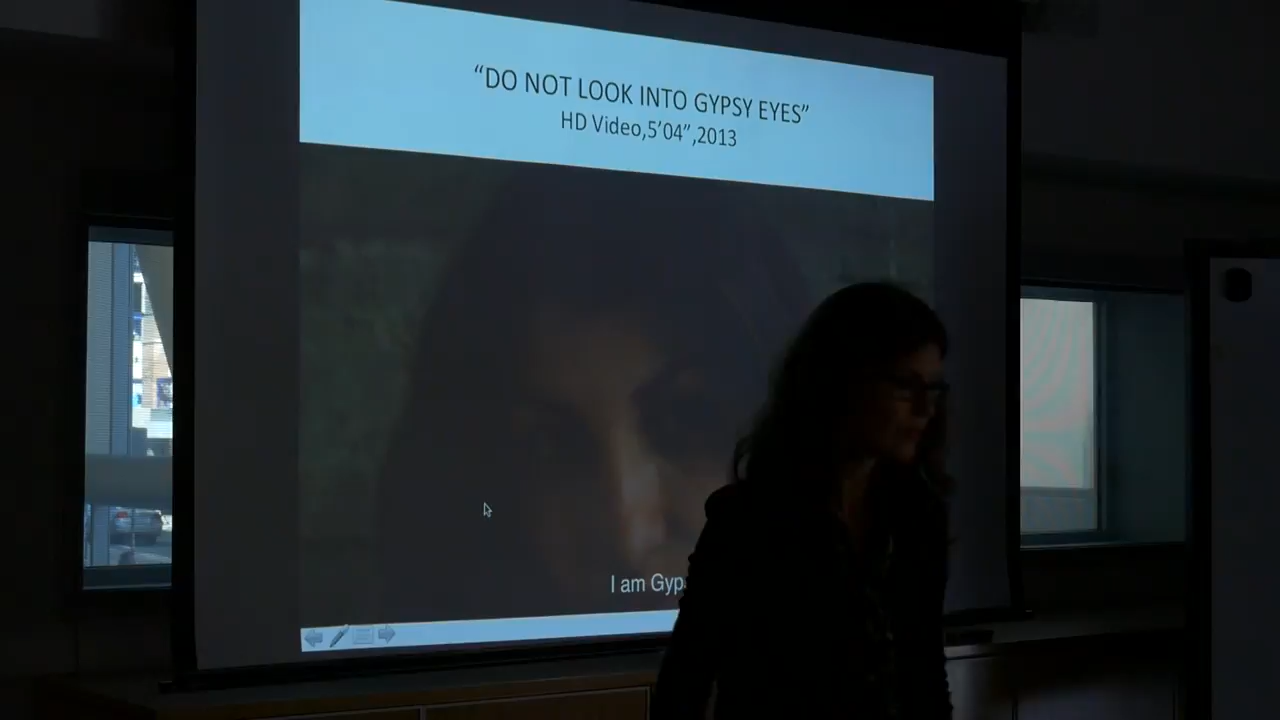 “DO NOT LOOK INTO GYPSY EYES”
HD Video,5’04”,2013
I am Gyp